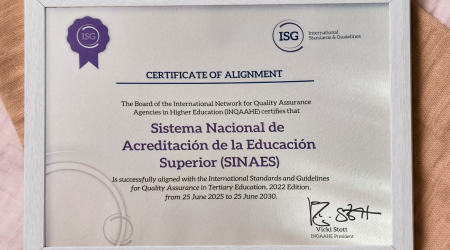 ISG
ISG
International
Standards & Guidelines
CERTIFICATE OF ALIGNMENT
The Board of the International Network for Quality Assurance
Agencies in Higher Education (INQAAHE) certifies that
Sistema Nacional de
Acreditación de la Educación
Superior (SINAES)
Is successfully aligned with the International Standards and Guidelines
for Quality Assurance in Tertiary Education, 2022 Edition,
from 25 June 2025 to 25 June 2030.
Vicki Stott
INQAAHE President